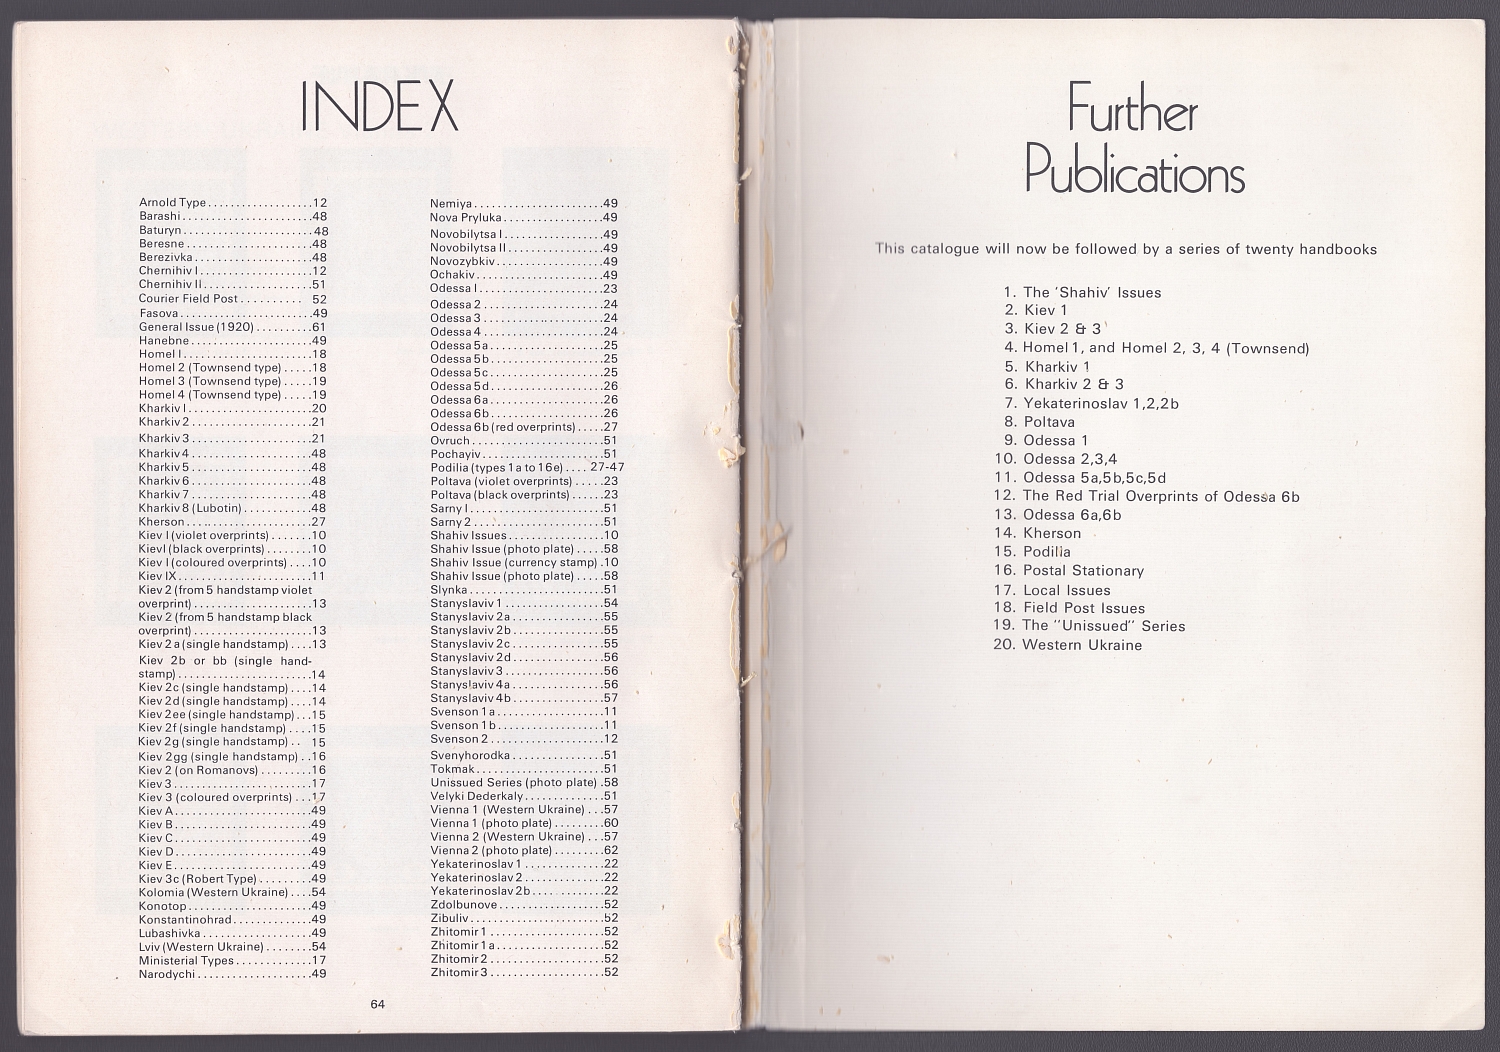 INDEX
Arnold Type...................12
Barashi.......................48
Baturyn.......................48
Beresne.......................48
Berezivka.....................48
Chernihiv I...................12
Chernihiv II..................51
Courier Field Post.......... 52
Fasova........................49
General Issue (1920).........61
Hanebne.......................49
Homel I.......................18
Homel 2 (Townsend type).....18
Homel 3 (Townsend type).....19
Homel 4 (Townsend type).....19
Kharkiv I.....................20
Kharkiv 2.....................21
Kharkiv 3.....................21
Kharkiv 4.....................48
Kharkiv 5.....................48
Kharkiv 6.....................48
Kharkiv 7.....................48
Kharkiv 8 (Lubotin)...........48
Kherson.......................27
Kiev I (violet overprints).......10
Kiev I (black overprints)........10
Kiev I (coloured overprints)....10
Kiev IX.......................11
Kiev 2 (from 5 handstamp violet
overprint)....................13
Kiev 2 (from 5 handstamp black
overprint)....................13
Kiev 2a (single handstamp)....13
Kiev 2b or bb (single hand-
stamp)........................14
Kiev 2c (single handstamp)....14
Kiev 2d (single handstamp)....14
Kiev 2ee (single handstamp)...15
Kiev 2f (single handstamp)....15
Kiev 2g (single handstamp).. 15
Kiev 2gg (single handstamp)..16
Kiev 2 (on Romanovs)........16
Kiev 3........................17
Kiev 3 (coloured overprints)...17
Kiev A........................49
Kiev B........................49
Kiev C........................49
Kiev D........................49
Kiev E........................49
Kiev 3c (Robert Type).........49
Kolomia (Western Ukraine)....54
Konotop.......................49
Konstantinohrad...............49
Lubashivka....................49
Lviv (Western Ukraine)........54
Ministerial Types.............17
Narodychi.....................49
Nemiya........................49
Nova Pryluka..................49
Novobilytsa I.................49
Novobilytsa II................49
Novozybkiv....................49
Ochakiv.......................49
Odessa I......................23
Odessa 2......................24
Odessa 3......................24
Odessa 4......................24
Odessa 5a.....................25
Odessa 5b.....................25
Odessa 5c.....................25
Odessa 5d.....................26
Odessa 6a.....................26
Odessa 6b.....................26
Odessa 6b (red overprints).....27
Ovruch........................51
Pochayiv......................51
Podilia (types 1a to 16e).... 27-47
Poltava (violet overprints).....23
Poltava (black overprints)......23
Sarny I.......................51
Sarny 2.......................51
Shahiv Issues.................10
Shahiv Issue (photo plate).....58
Shahiv Issue (currency stamp).10
Shahiv Issue (photo plate).....58
Slynka........................51
Stanyslaviv 1.................54
Stanyslaviv 2a................55
Stanyslaviv 2b................55
Stanyslaviv 2c................55
Stanyslaviv 2d................56
Stanyslaviv 3.................56
Stanyslaviv 4a................56
Stanyslaviv 4b................57
Svenson 1a....................11
Svenson 1b....................11
Svenson 2.....................12
Svenyhorodka..................51
Tokmak........................51
Unissued Series (photo plate).58
Velyki Dederkaly..............51
Vienna 1 (Western Ukraine)...57
Vienna 1 (photo plate)........60
Vienna 2 (Western Ukraine)...57
Vienna 2 (photo plate)........62
Yekaterinoslav 1..............22
Yekaterinoslav 2..............22
Yekaterinoslav 2b.............22
Zdolbunove....................52
Zibuliv.......................52
Zhitomir 1....................52
Zhitomir 1a...................52
Zhitomir 2....................52
Zhitomir 3....................52
64
Further
Publications
This catalogue will now be followed by a series of twenty handbooks
1. The 'Shahiv' Issues
2. Kiev 1
3. Kiev 2 & 3
4. Homel 1, and Homel 2, 3, 4 (Townsend)
5. Kharkiv 1
6. Kharkiv 2 & 3
7. Yekaterinoslav 1,2,2b
8. Poltava
9. Odessa 1
10. Odessa 2,3,4
11. Odessa 5a,5b,5c,5d
12. The Red Trial Overprints of Odessa 6b
13. Odessa 6a,6b
14. Kherson
15. Podilia
16. Postal Stationary
17. Local Issues
18. Field Post Issues
19. The "Unissued" Series
20. Western Ukraine